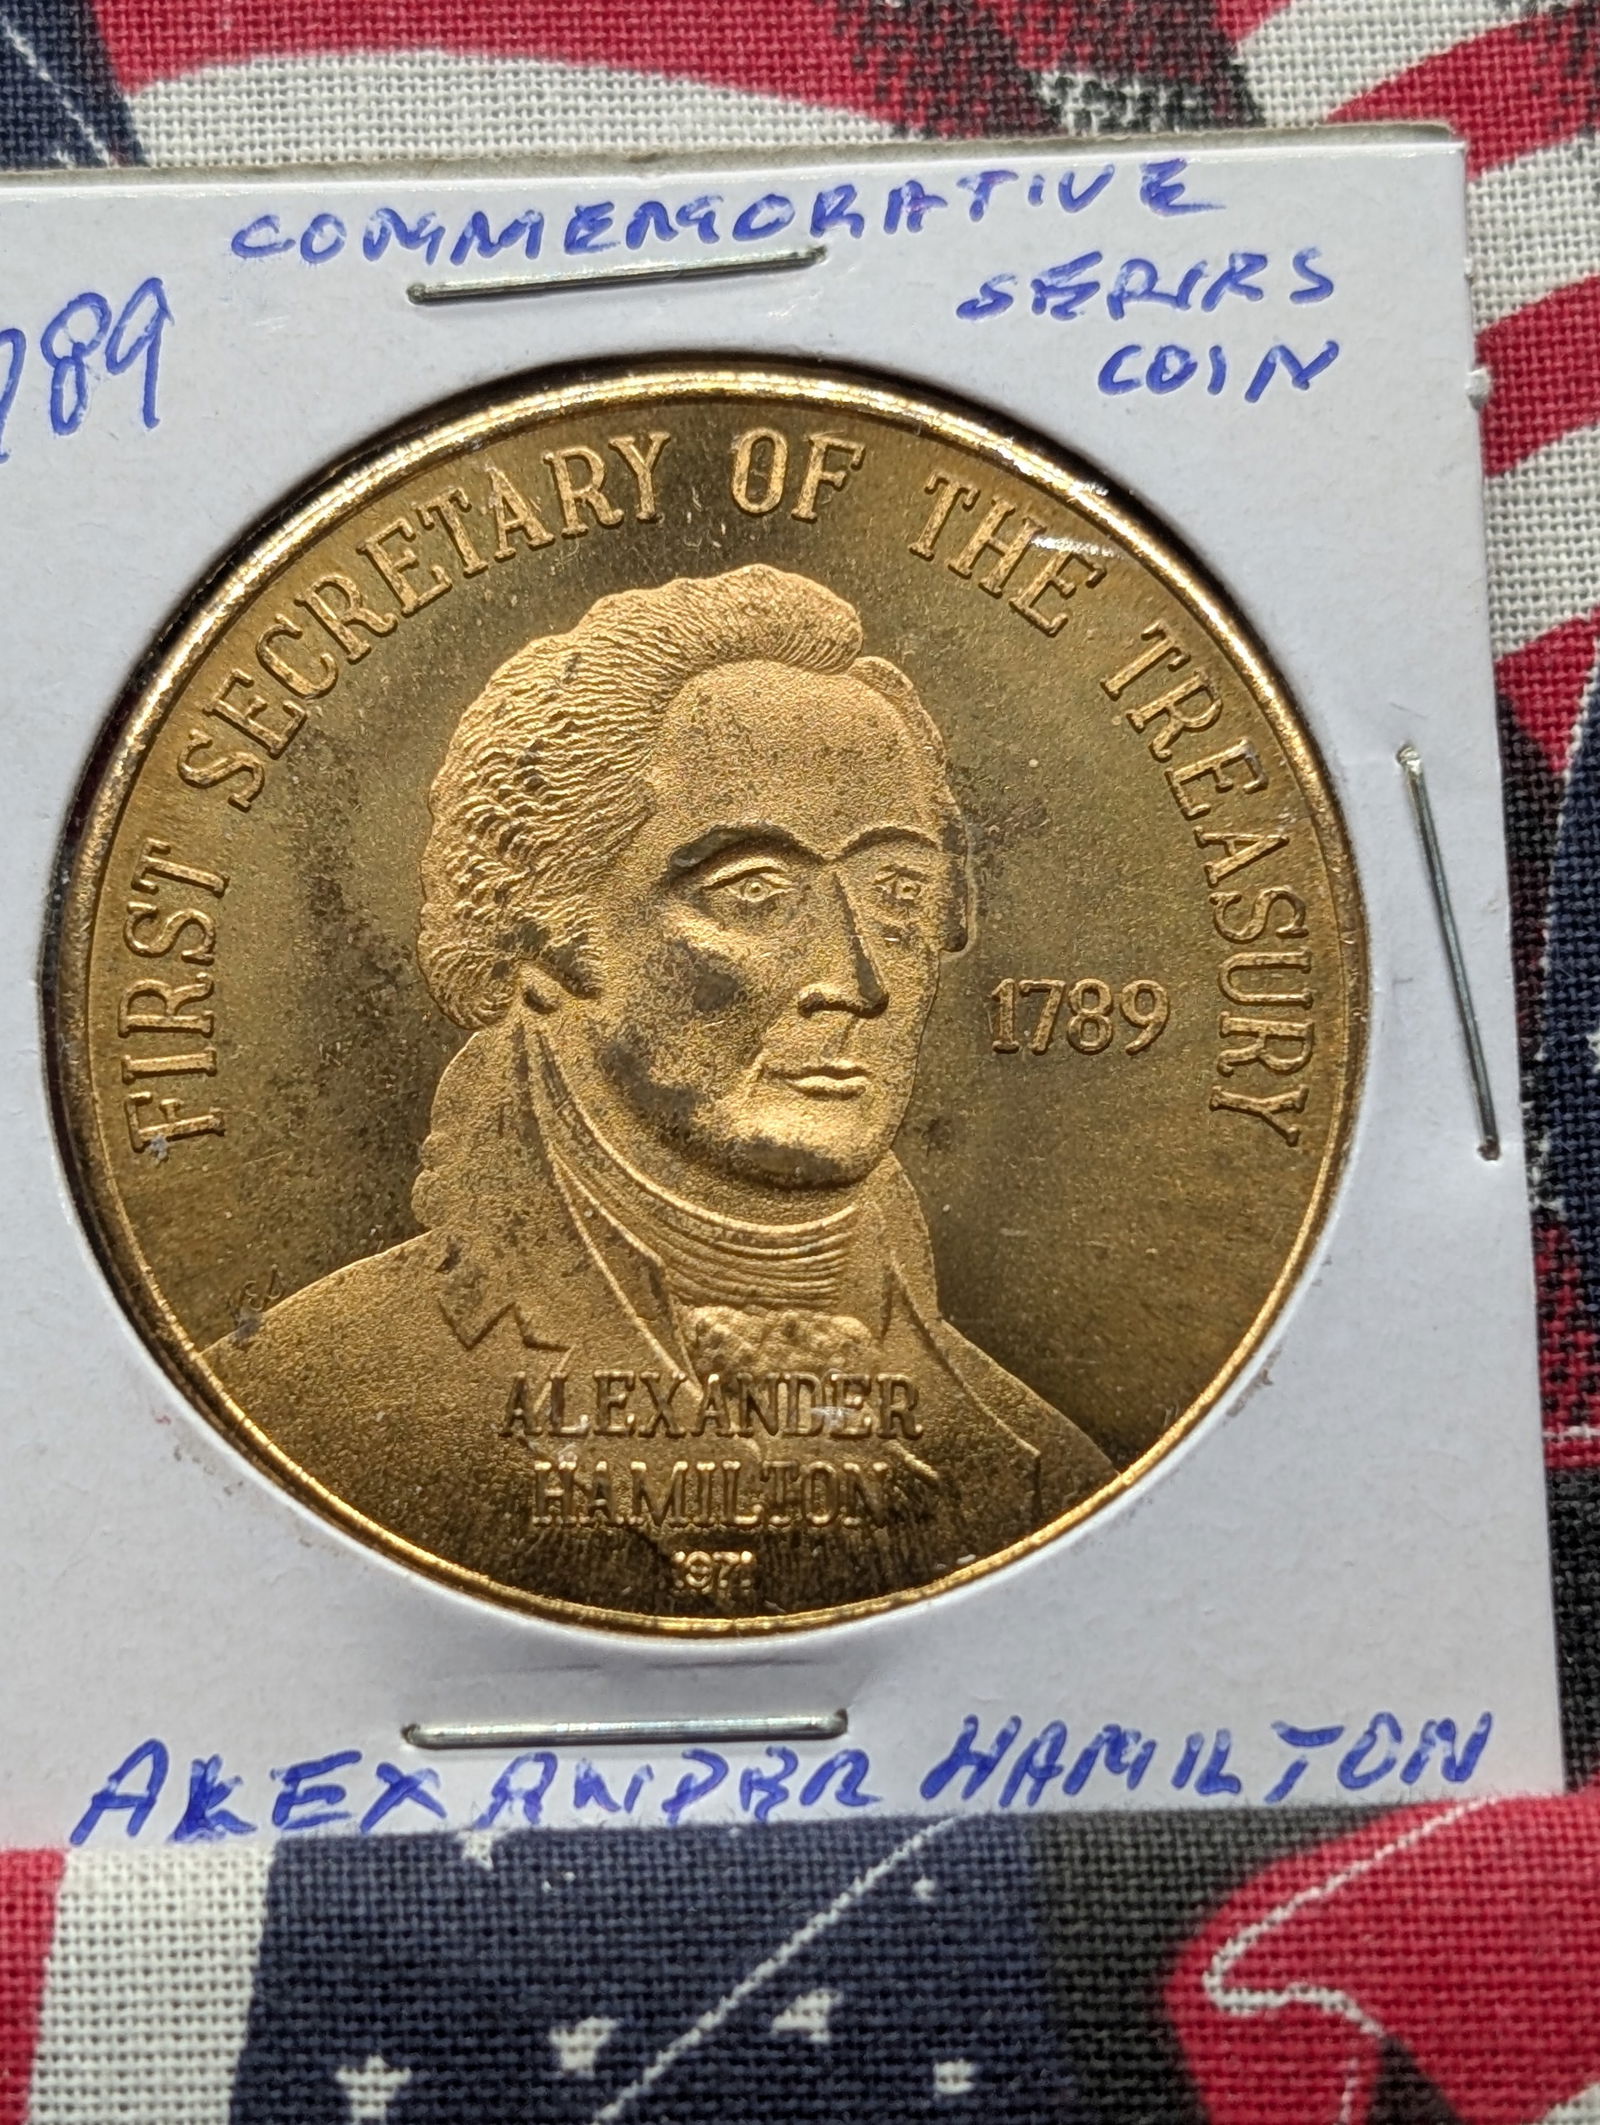 COMMEMORATIVE
SERIES
COIN
789
FIRST SECRETARY OF THE TREASURY
1789
ALEXANDER
HAMILTON
1971
ALEXANDER HAMILTON